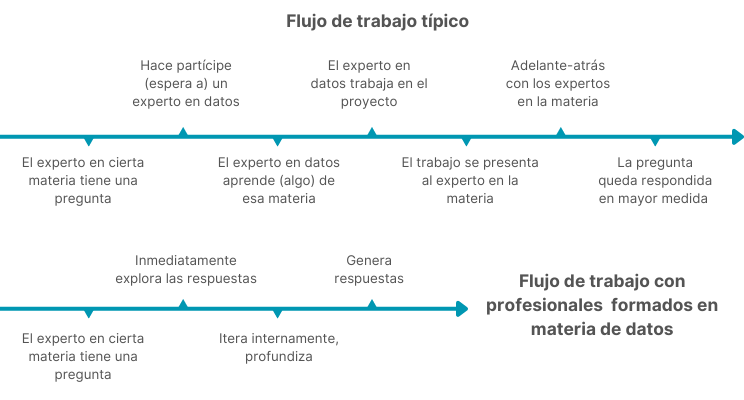 Flujo de trabajo típico
Hace partícipe
(espera a) un
experto en datos
El experto en
datos trabaja en el
proyecto
Adelante-atrás
con los expertos
en la materia
El experto en cierta
materia tiene una
pregunta
El experto en datos
aprende (algo) de
esa materia
El trabajo se presenta
al experto en la
materia
La pregunta
queda respondida
en mayor medida
Inmediatamente
explora las respuestas
Genera
respuestas
El experto en cierta
materia tiene una
pregunta
Itera internamente,
profundiza
Flujo de trabajo con
profesionales formados en
materia de datos